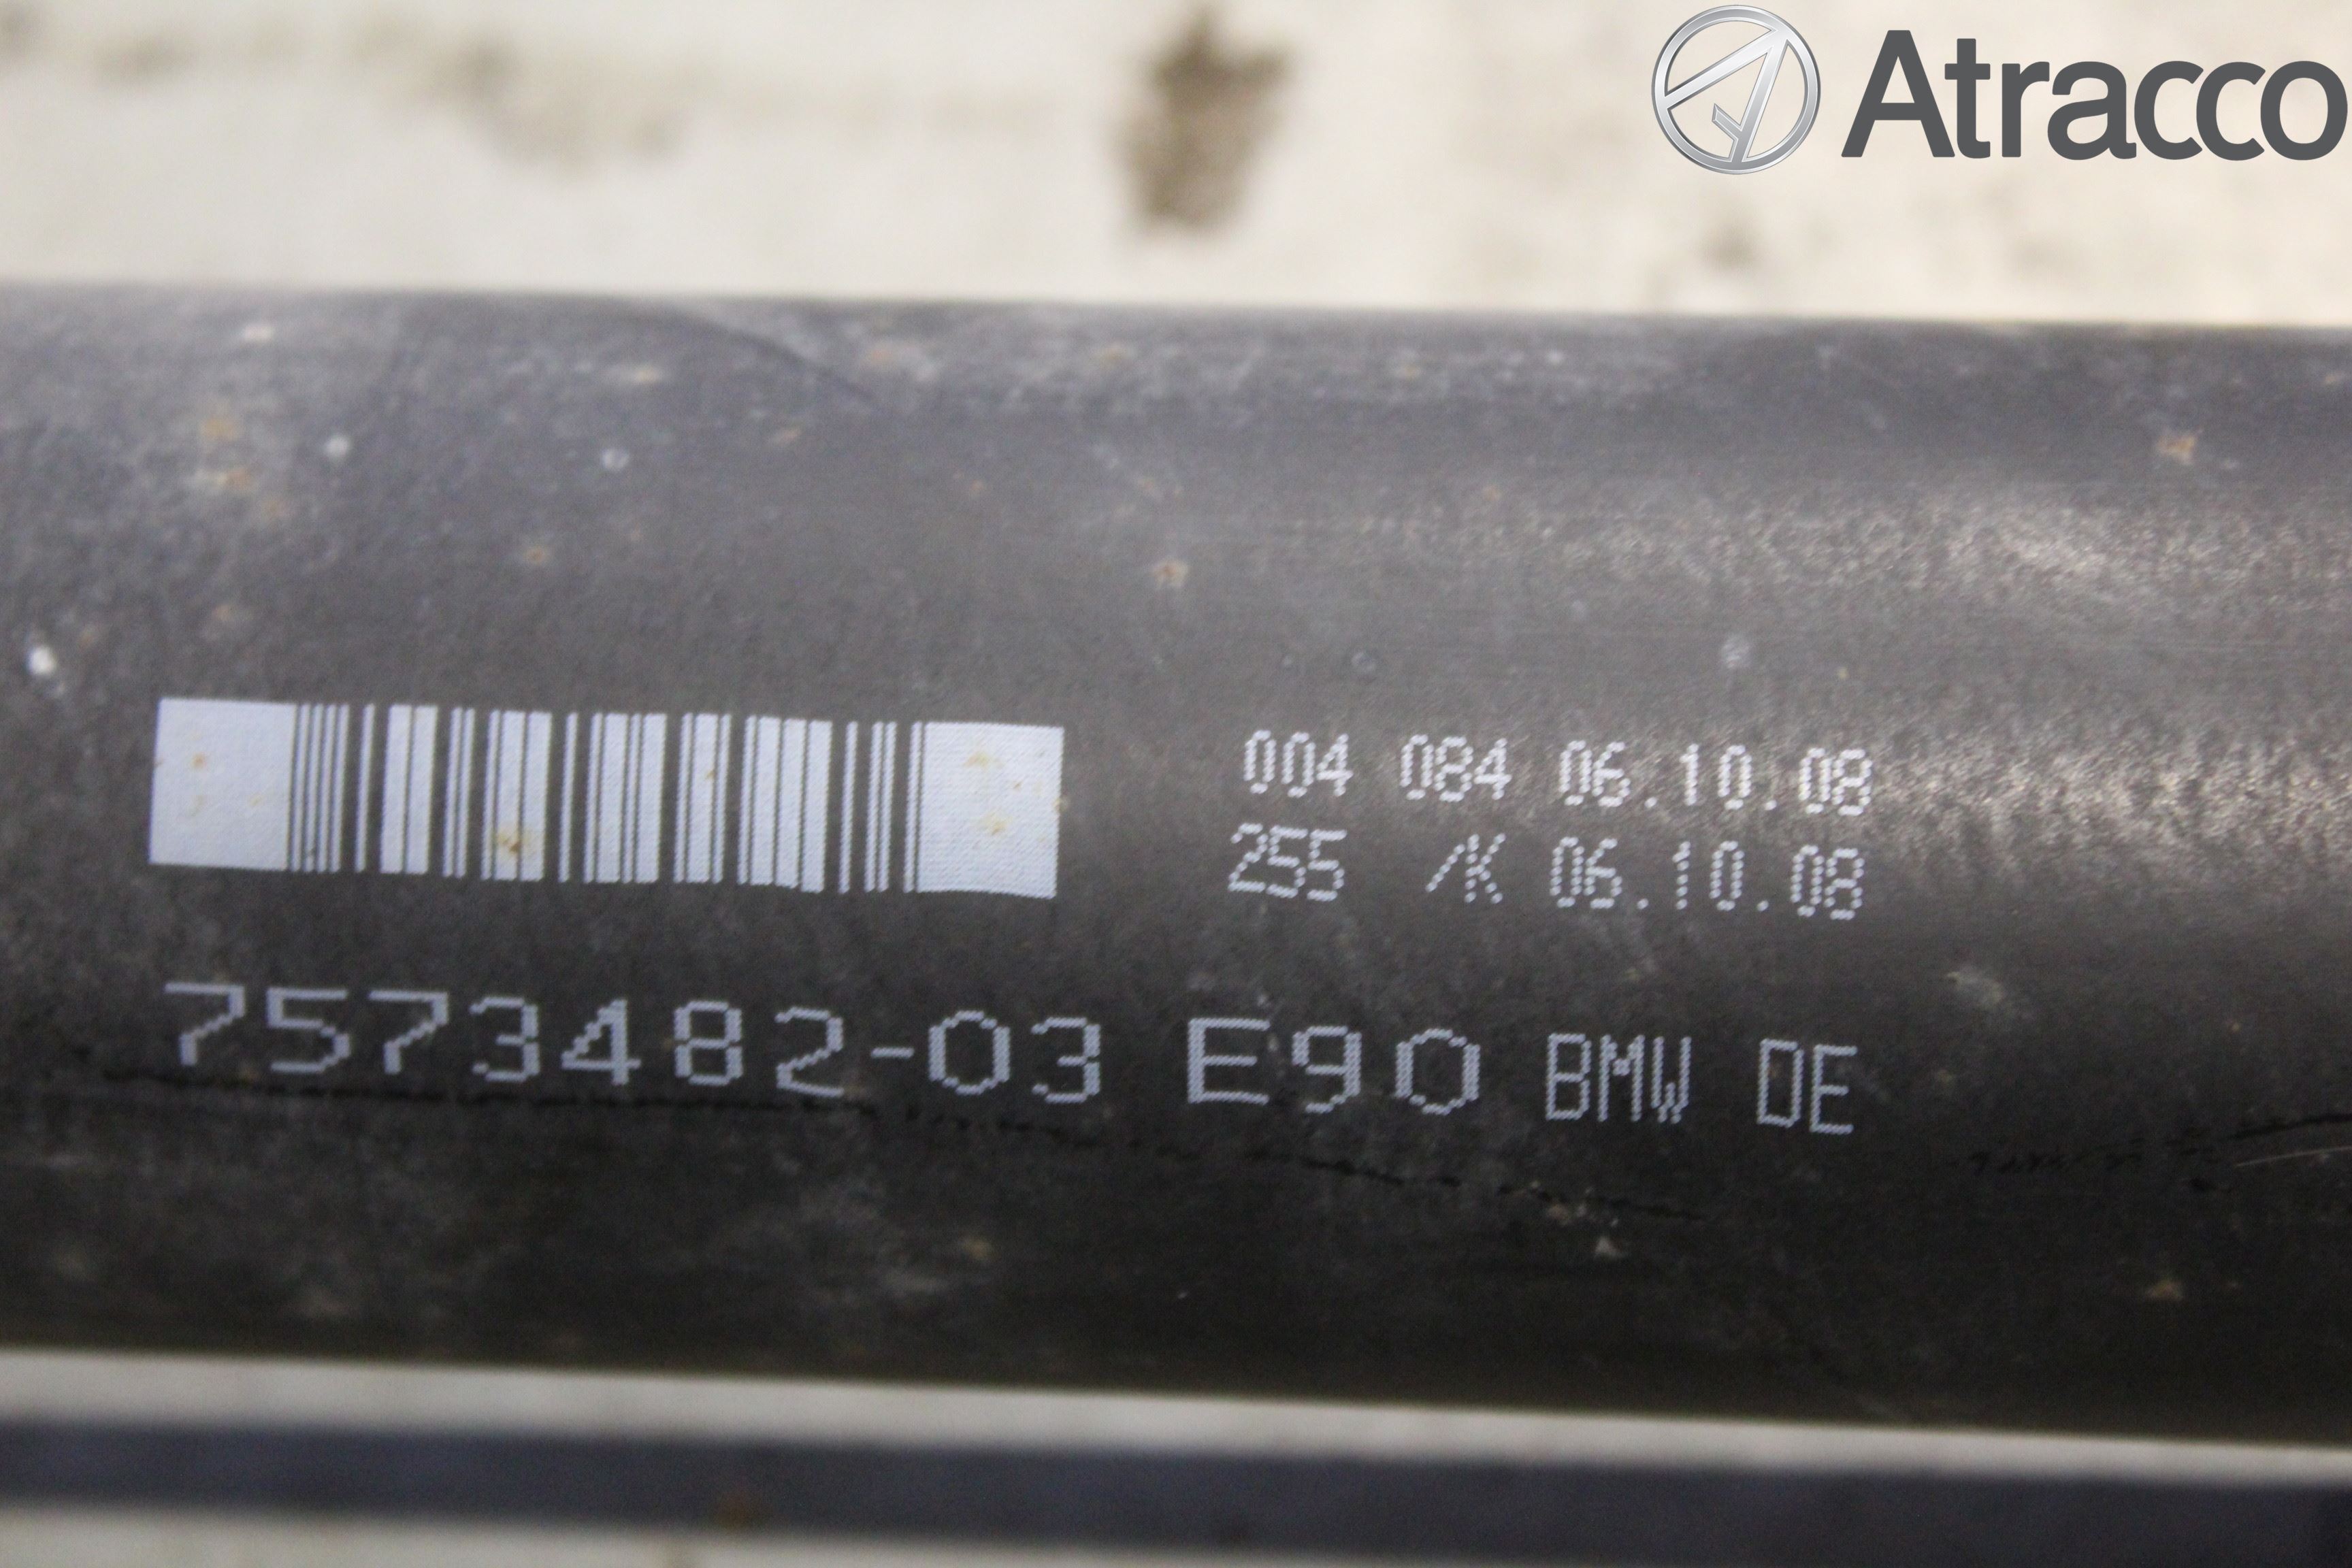 Atracco
004 084 06.10.08
255 /K 06.10.08
7573482-03 E90 BMW DE